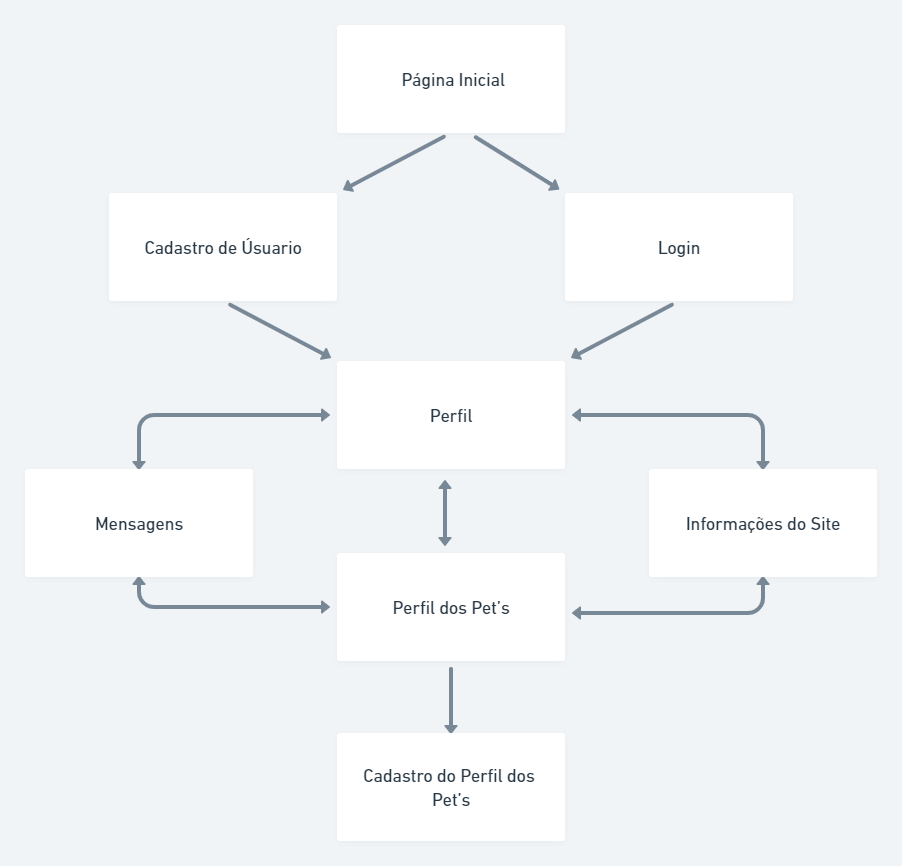 Página Inicial
Cadastro de Úsuario
Login
Perfil
Mensagens
Informações do Site
Perfil dos Pet’s
Cadastro do Perfil dos
Pet’s